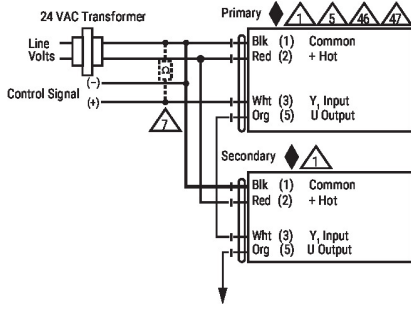 24 VAC Transformer
Primary 1 5 46 47
Line Volts
Blk (1) Common
Red (2) + Hot
(–)
Control Signal (+)
Ω
Wht (3) Y₁ Input
Org (5) U Output
7
Secondary 1
Blk (1) Common
Red (2) + Hot
Wht (3) Y₁ Input
Org (5) U Output